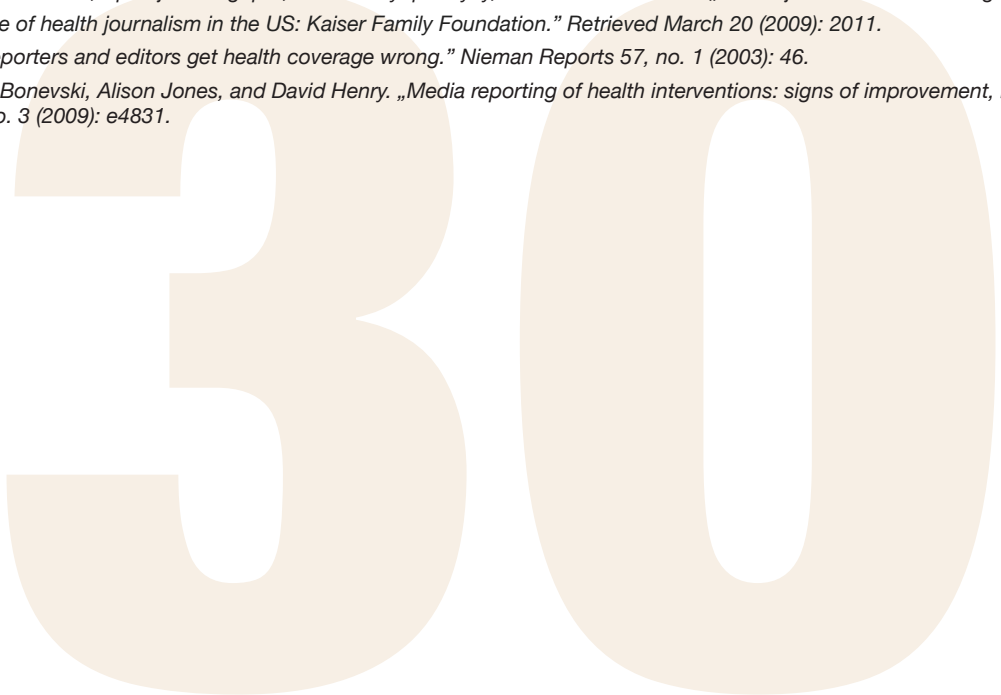 e of health journalism in the US: Kaiser Family Foundation.” Retrieved March 20 (2009): 2011.
porters and editors get health coverage wrong.” Nieman Reports 57, no. 1 (2003): 46.
Bonevski, Alison Jones, and David Henry. „Media reporting of health interventions: signs of improvement,
o. 3 (2009): e4831.
30